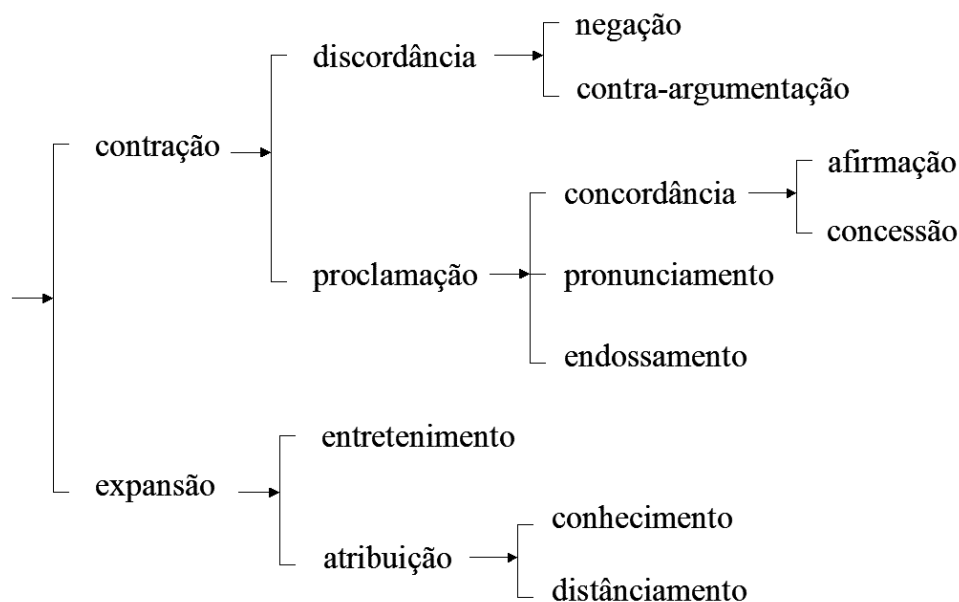 negação
discordância
contra-argumentação
contração
afirmação
concordância
concessão
proclamação
pronunciamento
endossamento
entretenimento
expansão
conhecimento
atribuição
distânciamento